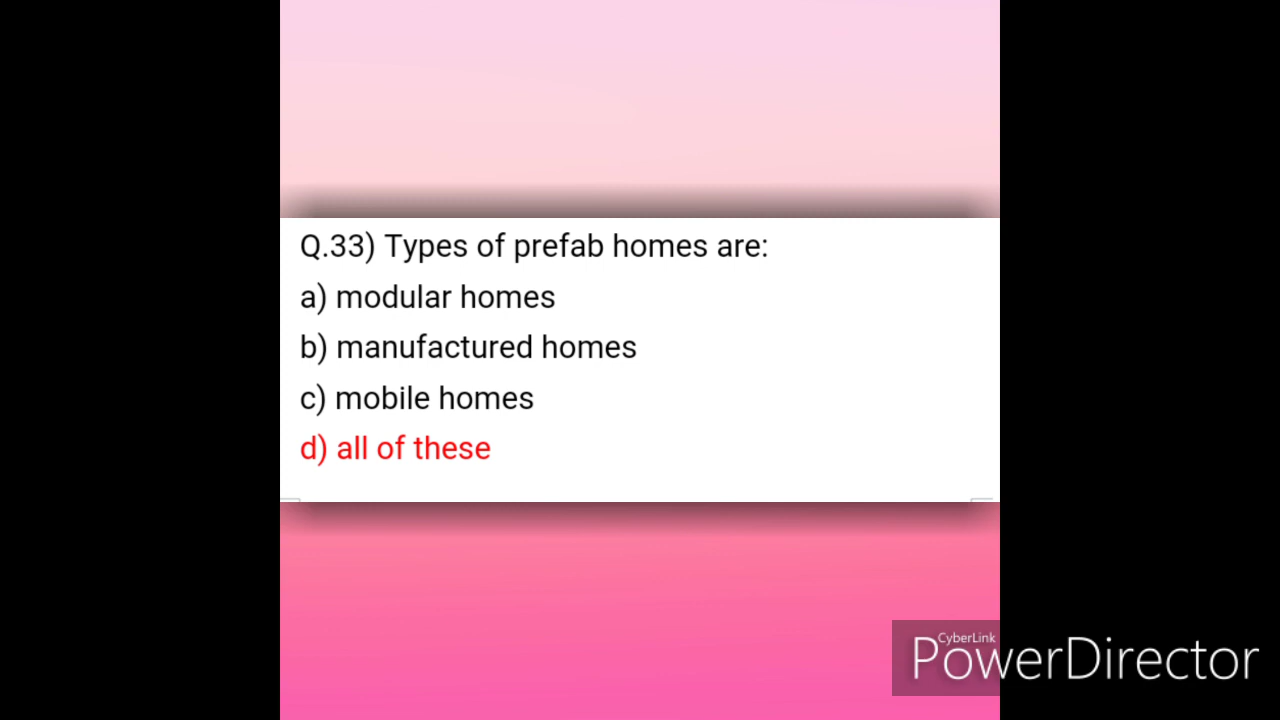 Q.33) Types of prefab homes are:
a) modular homes
b) manufactured homes
c) mobile homes
d) all of these
CyberLink
PowerDirector